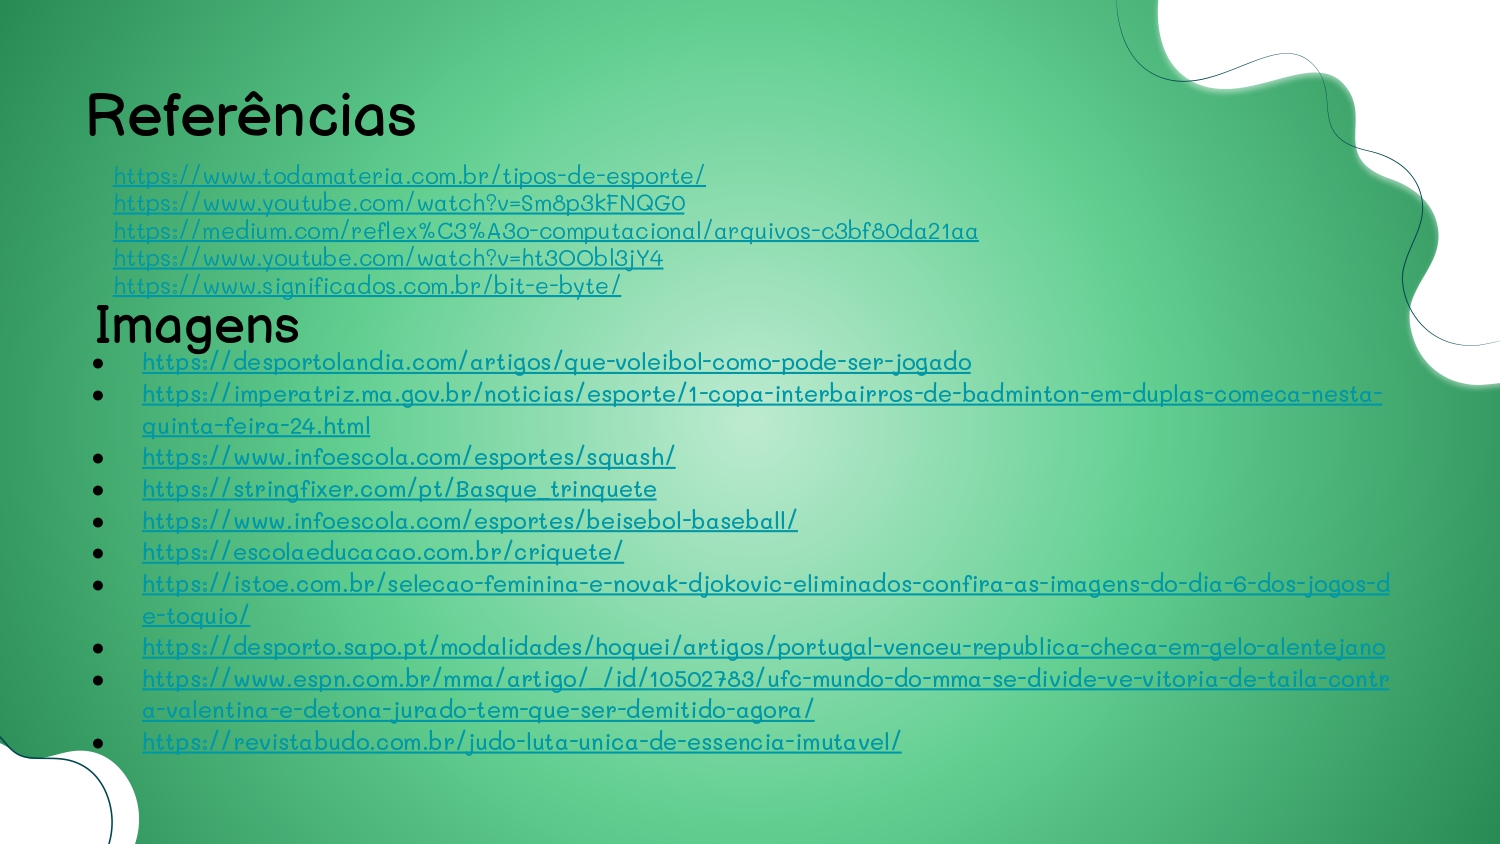 Referências
https://www.todamateria.com.br/tipos-de-esporte/
https://www.youtube.com/watch?v=Sm8p3kFNQG0
https://medium.com/reflex%C3%A3o-computacional/arquivos-c3bf80da21aa
https://www.youtube.com/watch?v=ht3OObl3jY4
https://www.significados.com.br/bit-e-byte/
Imagens
● https://desportolandia.com/artigos/que-voleibol-como-pode-ser-jogado
● https://imperatriz.ma.gov.br/noticias/esporte/1-copa-interbairros-de-badminton-em-duplas-comeca-nesta-
quinta-feira-24.html
● https://www.infoescola.com/esportes/squash/
● https://stringfixer.com/pt/Basque_trinquete
● https://www.infoescola.com/esportes/beisebol-baseball/
● https://escolaeducacao.com.br/criquete/
● https://istoe.com.br/selecao-feminina-e-novak-djokovic-eliminados-confira-as-imagens-do-dia-6-dos-jogos-d
e-toquio/
● https://desporto.sapo.pt/modalidades/hoquei/artigos/portugal-venceu-republica-checa-em-gelo-alentejano
● https://www.espn.com.br/mma/artigo/_/id/10502783/ufc-mundo-do-mma-se-divide-ve-vitoria-de-taila-contr
a-valentina-e-detona-jurado-tem-que-ser-demitido-agora/
● https://revistabudo.com.br/judo-luta-unica-de-essencia-imutavel/